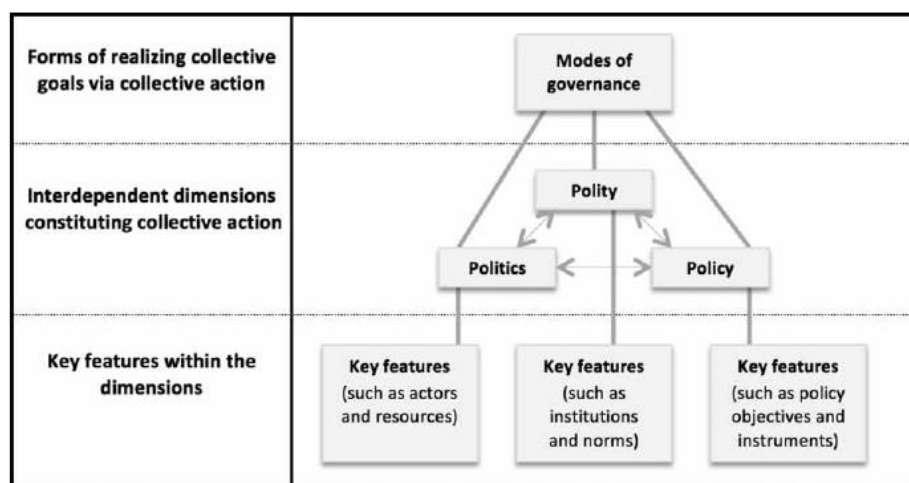 Forms of realizing collective
goals via collective action
Modes of
governance
Interdependent dimensions
constituting collective action
Polity
Politics
Policy
Key features within the
dimensions
Key features
(such as actors
and resources)
Key features
(such as
institutions
and norms)
Key features
(such as policy
objectives and
instruments)